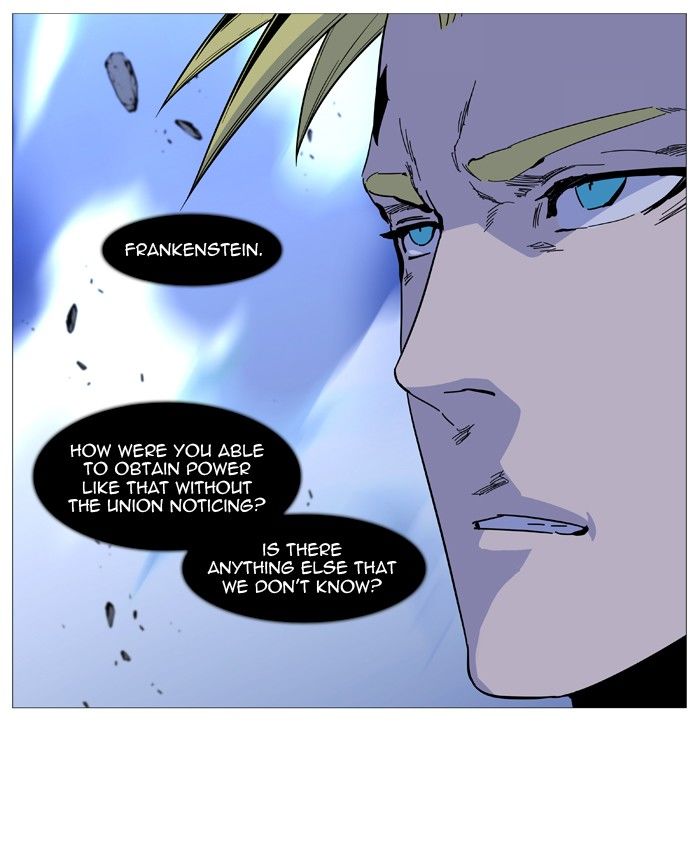 FRANKENSTEIN.
HOW WERE YOU ABLE
TO OBTAIN POWER
LIKE THAT WITHOUT
THE UNION NOTICING?
IS THERE
ANYTHING ELSE THAT
WE DON'T KNOW?